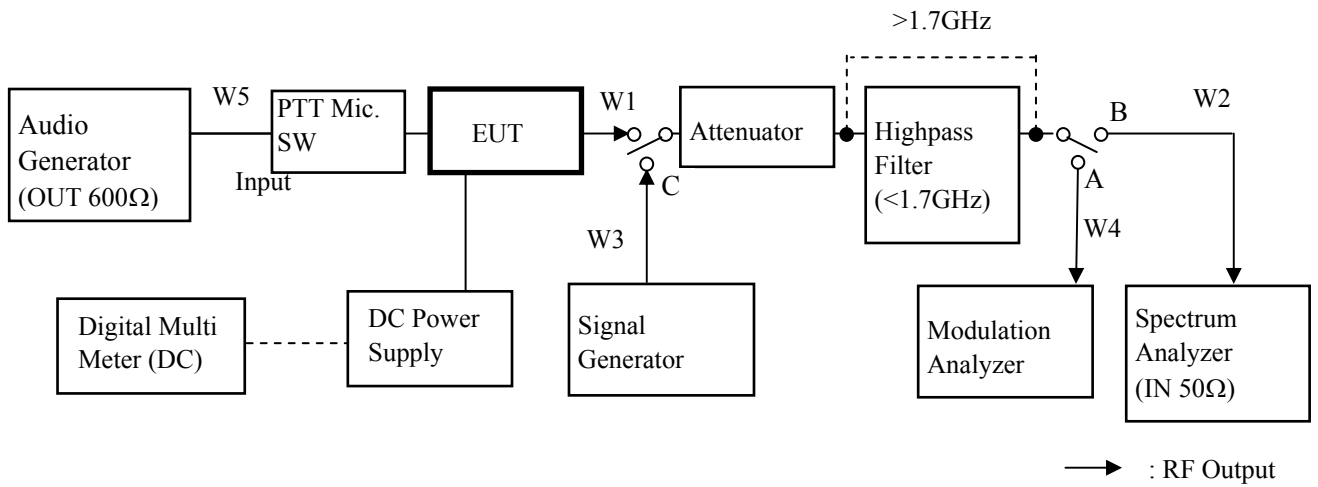 >1.7GHz
W5
Audio
Generator
(OUT 600Ω)
Input
PTT Mic.
SW
EUT
W1
C
Attenuator
Highpass
Filter
(<1.7GHz)
B
A
W2
W3
W4
Digital Multi
Meter (DC)
DC Power
Supply
Signal
Generator
Modulation
Analyzer
Spectrum
Analyzer
(IN 50Ω)
: RF Output